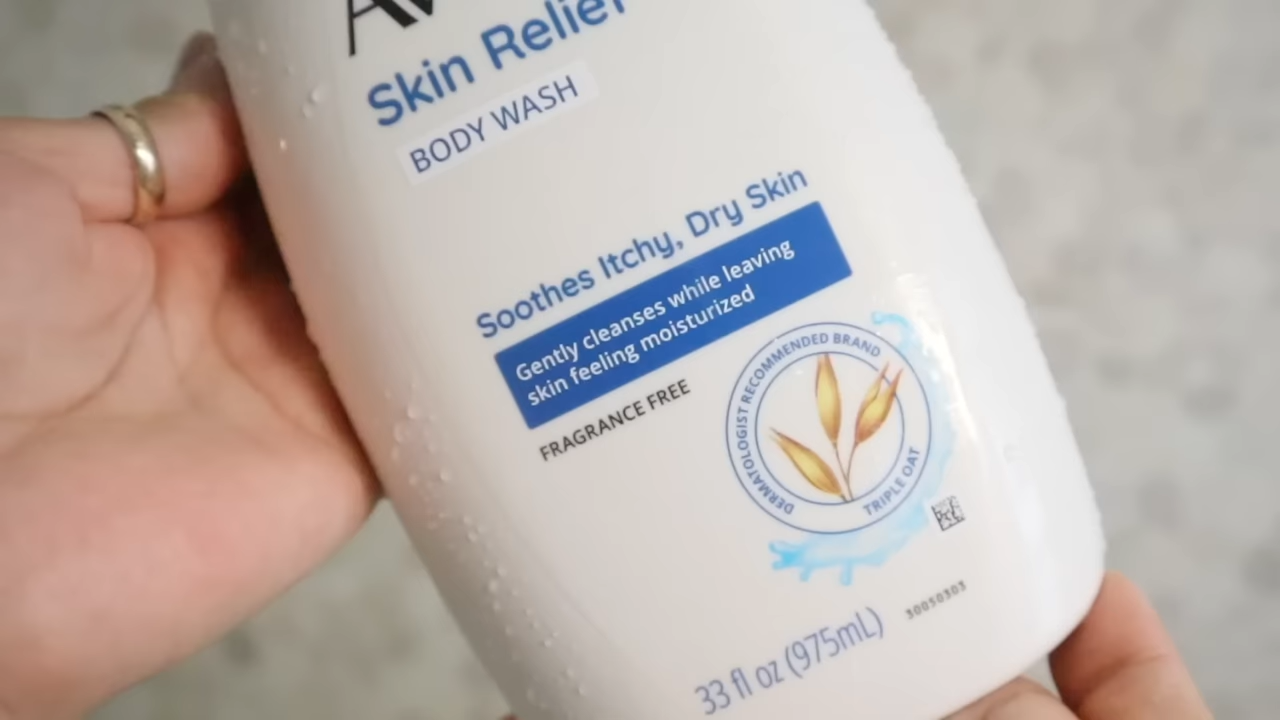 Skin Relief
BODY WASH
Soothes Itchy, Dry Skin
Gently cleanses while leaving
skin feeling moisturized
FRAGRANCE FREE
DERMATOLOGIST RECOMMENDED BRAND
TRIPLE OAT
30050303
33 fl oz (975mL)